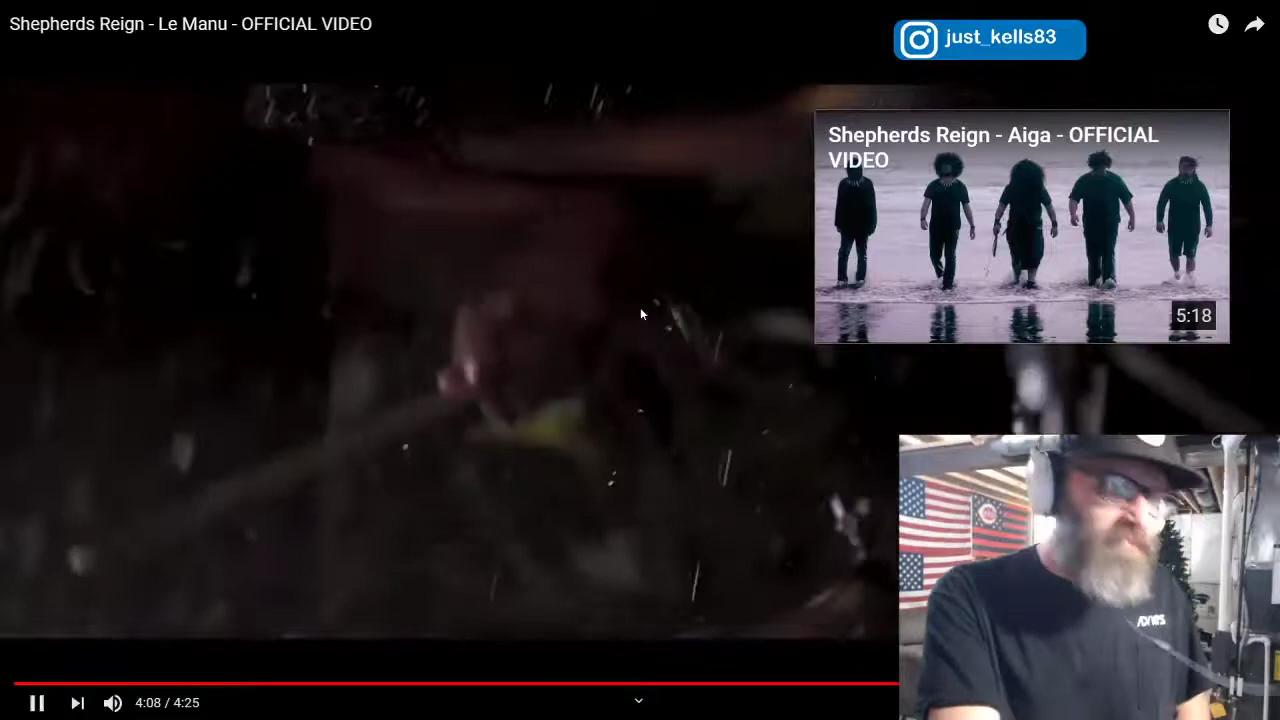 Shepherds Reign - Le Manu - OFFICIAL VIDEO
just_kells83
Shepherds Reign - Aiga - OFFICIAL
VIDEO
5:18
4:08 / 4:25